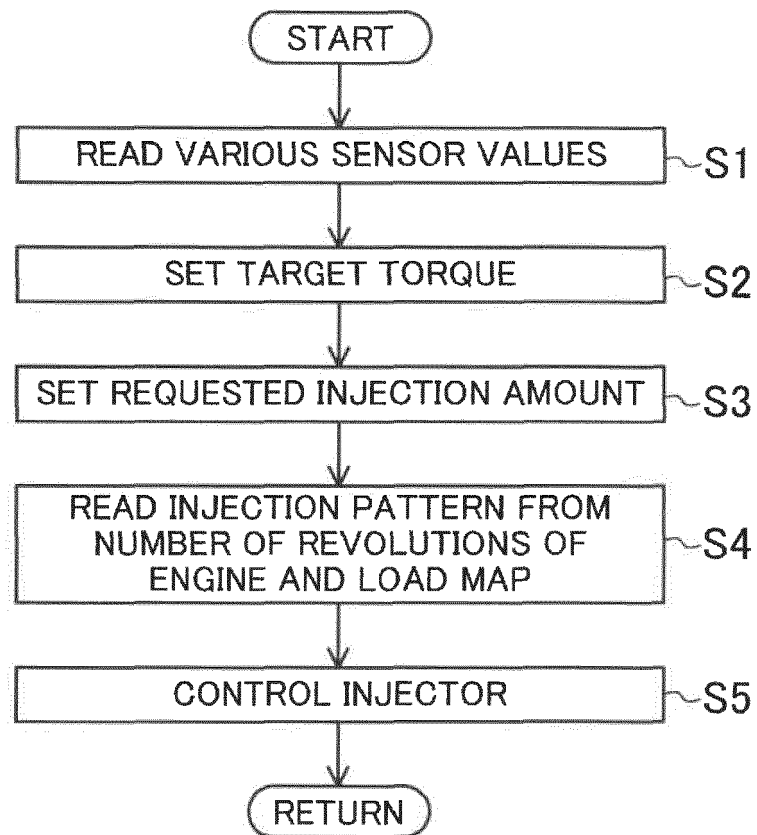 START
READ VARIOUS SENSOR VALUES
S1
SET TARGET TORQUE
S2
SET REQUESTED INJECTION AMOUNT
S3
READ INJECTION PATTERN FROM
NUMBER OF REVOLUTIONS OF
ENGINE AND LOAD MAP
S4
CONTROL INJECTOR
S5
RETURN